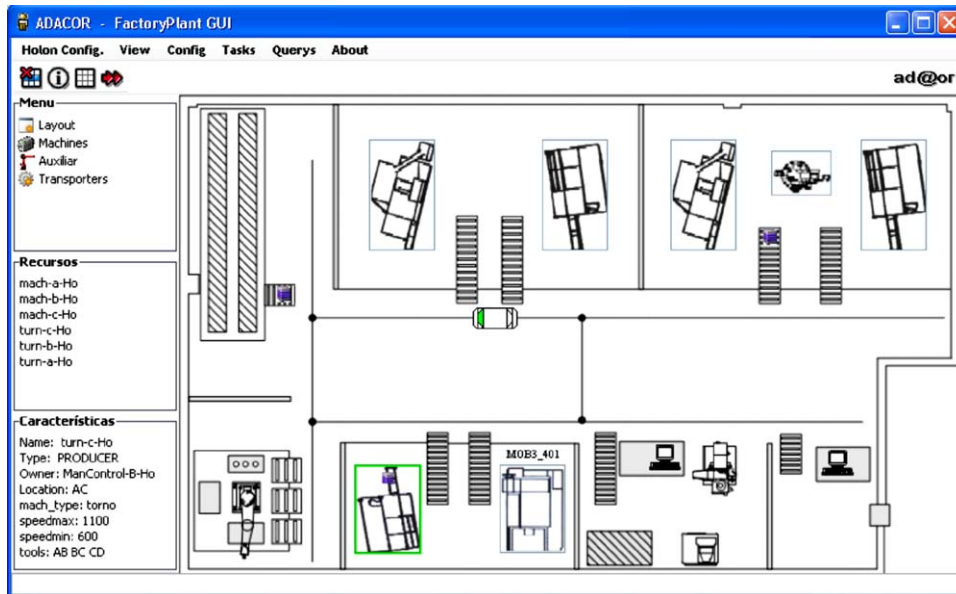 ADACOR - FactoryPlant GUI
Holon Config. View Config Tasks Querys About
ad@or
Menu
Layout
Machines
Auxiliar
Transporters
Recursos
mach-a-Ho
mach-b-Ho
mach-c-Ho
turn-c-Ho
turn-b-Ho
turn-a-Ho
Características
Name: turn-c-Ho
Type: PRODUCER
Owner: ManControl-B-Ho
Location: AC
mach_type: torno
speedmax: 1100
speedmin: 600
tools: AB BC CD
MOB3_401